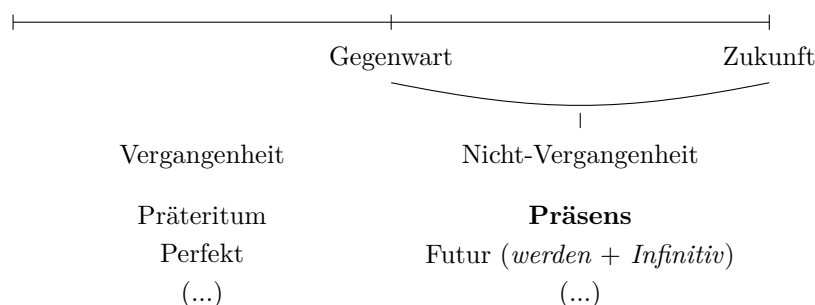 Gegenwart Zukunft
Vergangenheit Nicht-Vergangenheit
Präteritum Präsens
Perfekt Futur (werden + Infinitiv)
(...) (...)